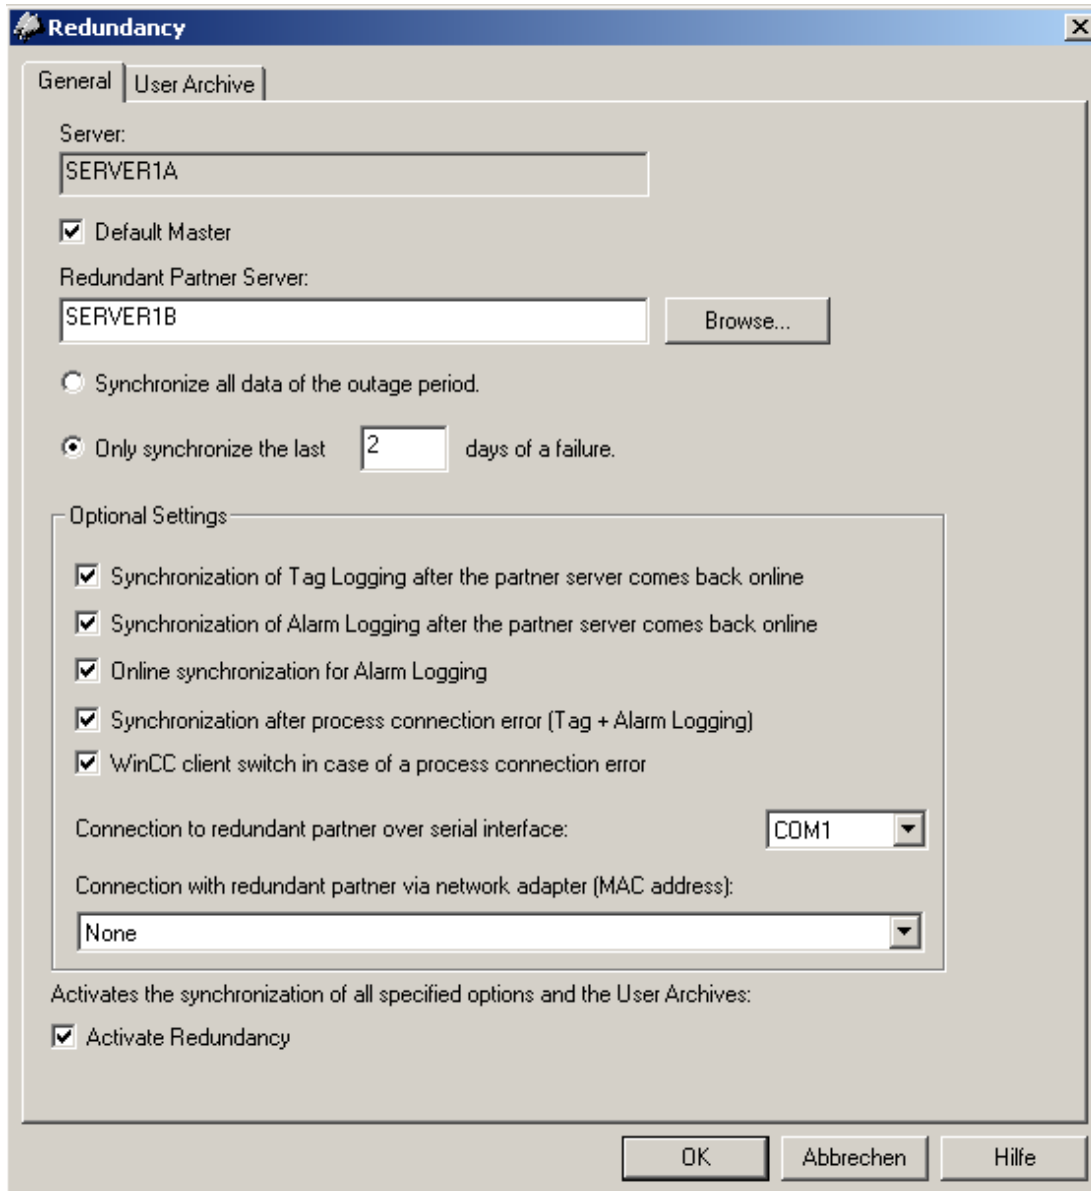 Redundancy
General
User Archive
Server:
SERVER1A
Default Master
Redundant Partner Server:
SERVER1B
Browse...
Synchronize all data of the outage period.
Only synchronize the last 2 days of a failure.
Optional Settings
Synchronization of Tag Logging after the partner server comes back online
Synchronization of Alarm Logging after the partner server comes back online
Online synchronization for Alarm Logging
Synchronization after process connection error (Tag + Alarm Logging)
WinCC client switch in case of a process connection error
Connection to redundant partner over serial interface: COM1
Connection with redundant partner via network adapter (MAC address):
None
Activates the synchronization of all specified options and the User Archives:
Activate Redundancy
OK Abbrechen Hilfe